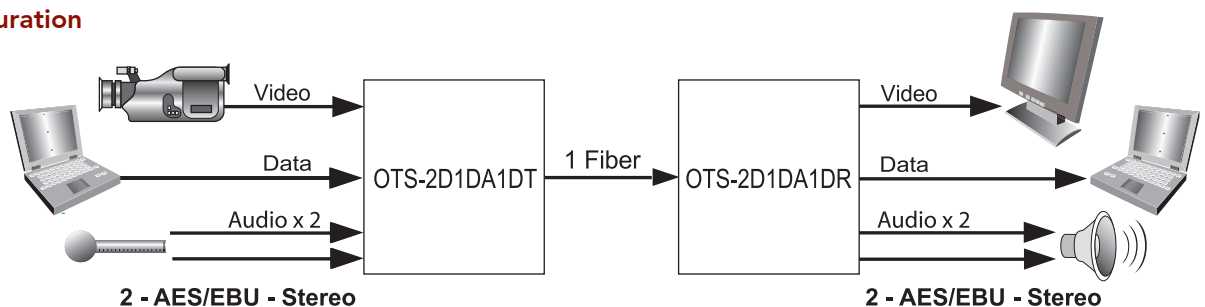 uration
Video
Data
Audio x 2
2 - AES/EBU - Stereo
OTS-2D1DA1DT
1 Fiber
OTS-2D1DA1DR
Video
Data
Audio x 2
2 - AES/EBU - Stereo